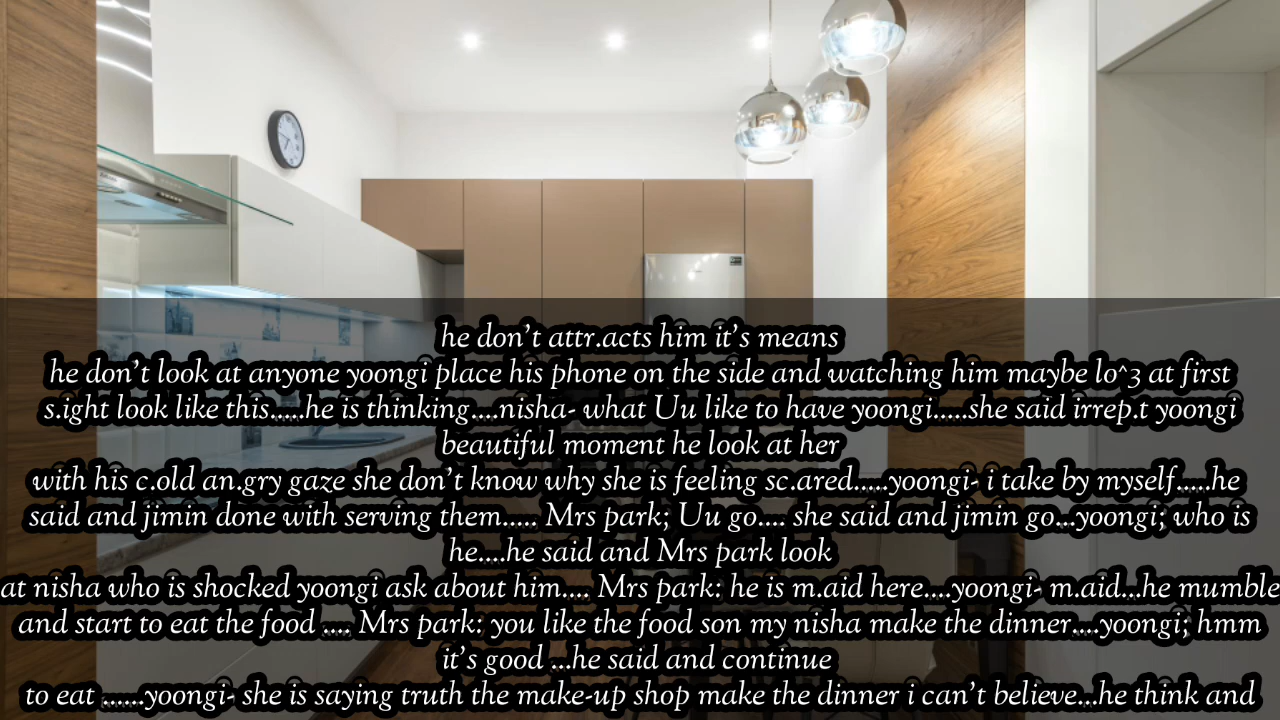 he don't attr.acts him it's means
he don't look at anyone yoongi place his phone on the side and watching him maybe lo^3 at first
s.ight look like this.....he is thinking....nisha- what Uu like to have yoongi.....she said irrep.t yoongi
beautiful moment he look at her
with his c.old an.gry gaze she don't know why she is feeling sc.ared.....yoongi- i take by myself.....he
said and jimin done with serving them..... Mrs park; Uu go.... she said and jimin go...yoongi; who is
he....he said and Mrs park look
at nisha who is shocked yoongi ask about him.... Mrs park: he is m.aid here....yoongi- m.aid...he mumble
and start to eat the food .... Mrs park: you like the food son my nisha make the dinner....yoongi; hmm
it's good ...he said and continue
to eat ......yoongi- she is saying truth the make-up shop make the dinner i can't believe...he think and